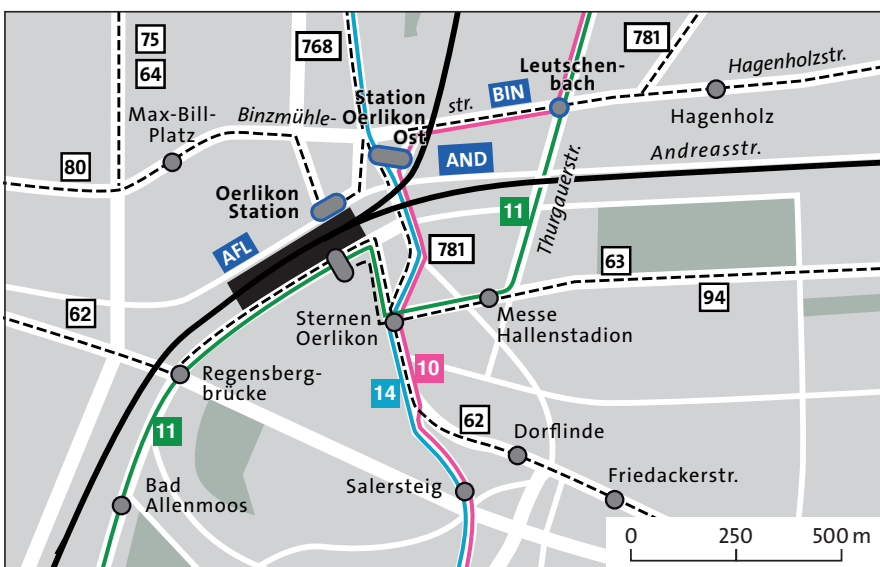 75
768
781
64
Leutschen-
bach
Hagenholzstr.
Station
Oerlikon
Ost
str.
BIN
Max-Bill-
Platz
Binzmühle-
Hagenholz
AND
Andreasstr.
80
Oerlikon
Station
Thurgauerstr.
11
AFL
781
63
94
62
Sternen
Oerlikon
Messe
Hallenstadion
Regensberg-
brücke
10
14
11
62
Dorflinde
Friedackerstr.
Salersteig
Bad
Allenmoos
0 250 500 m